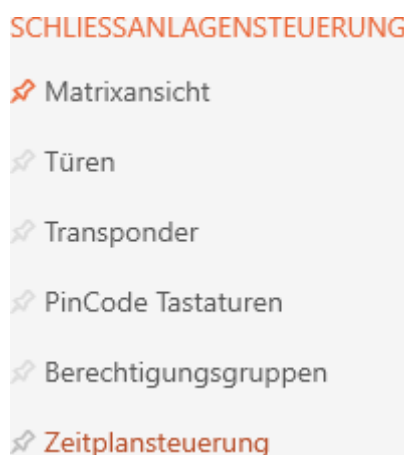 SCHLIESSANLAGENSTEUERUNG
Matrixansicht
Türen
Transponder
PinCode Tastaturen
Berechtigungsgruppen
Zeitplansteuerung